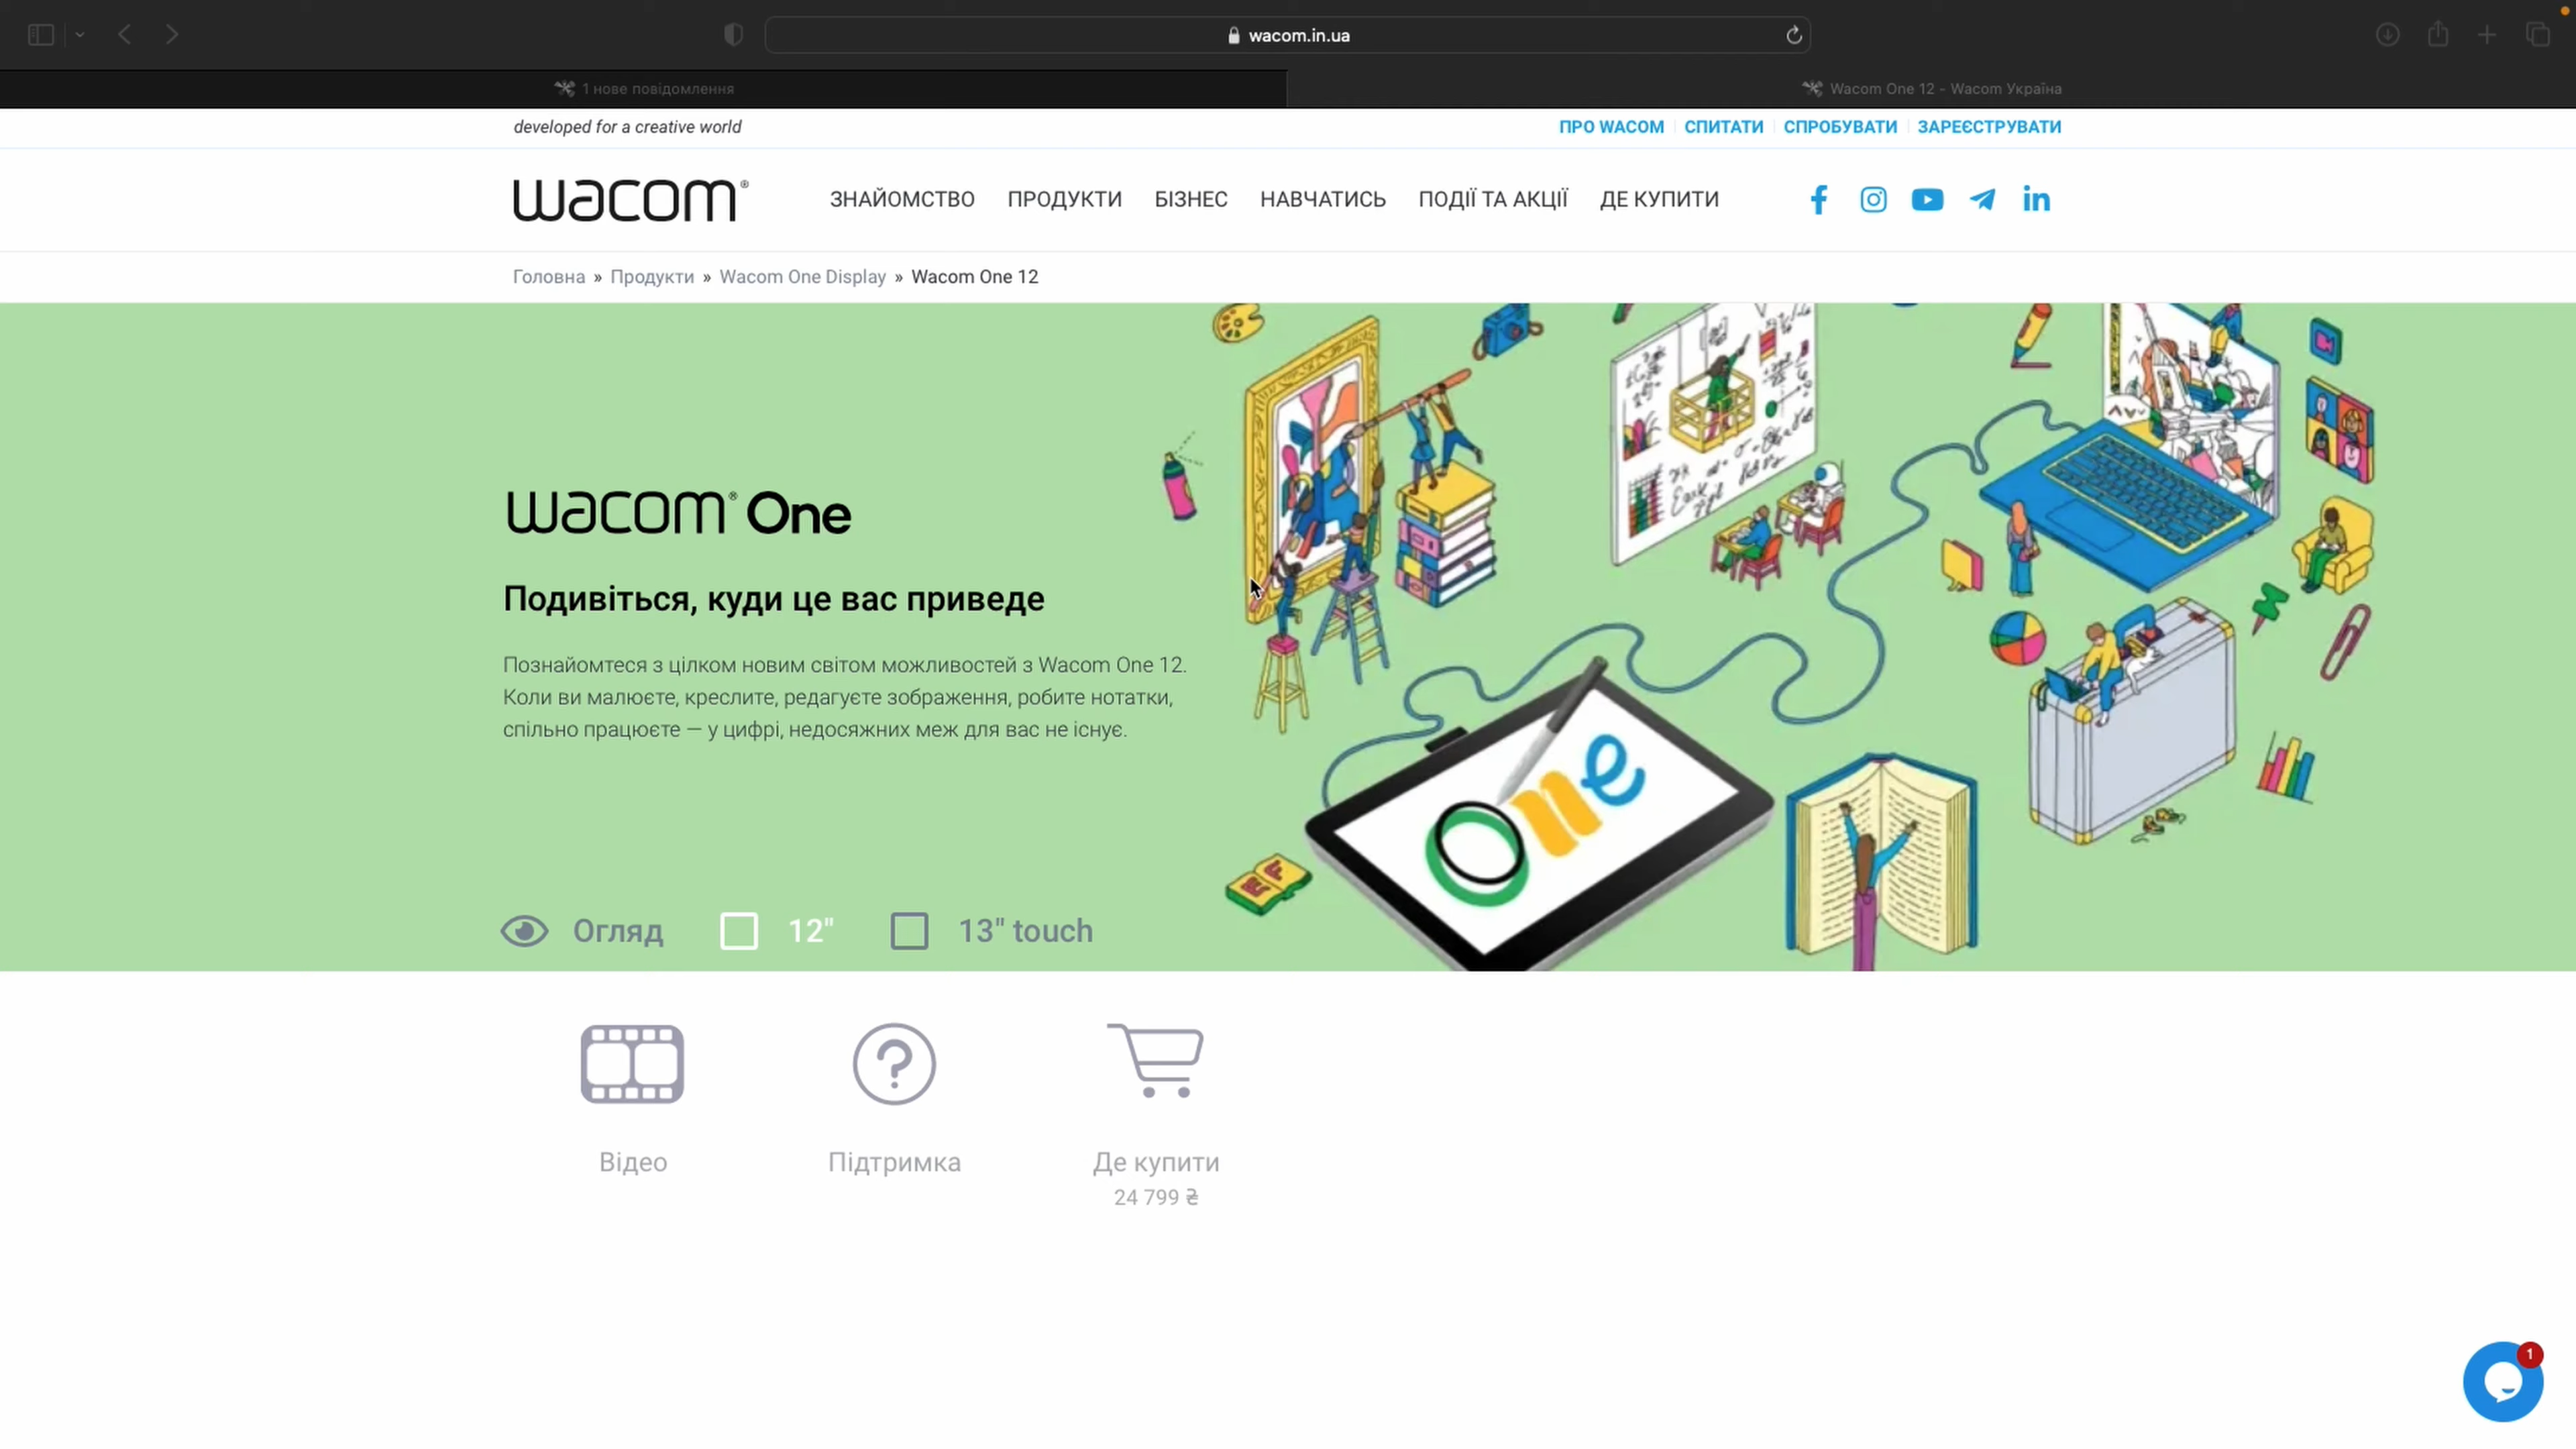 wacom.in.ua
1 нове повідомлення
Wacom One 12 - Wacom Україна
developed for a creative world
ПРО WACOM
СПИТАТИ
СПРОБУВАТИ
ЗАРЕЄСТРУВАТИ
wacom®
ЗНАЙОМСТВО
ПРОДУКТИ
БІЗНЕС
НАВЧАТИСЬ
ПОДІЇ ТА АКЦІЇ
ДЕ КУПИТИ
Головна » Продукти » Wacom One Display » Wacom One 12
wacom® One
Подивіться, куди це вас приведе
Познайомтеся з цілком новим світом можливостей з Wacom One 12.
Коли ви малюєте, креслите, редагуєте зображення, робите нотатки,
спільно працюєте — у цифрі, недосяжних меж для вас не існує.
One
Огляд
12"
13" touch
Відео
Підтримка
Де купити
24 799 ₴
1